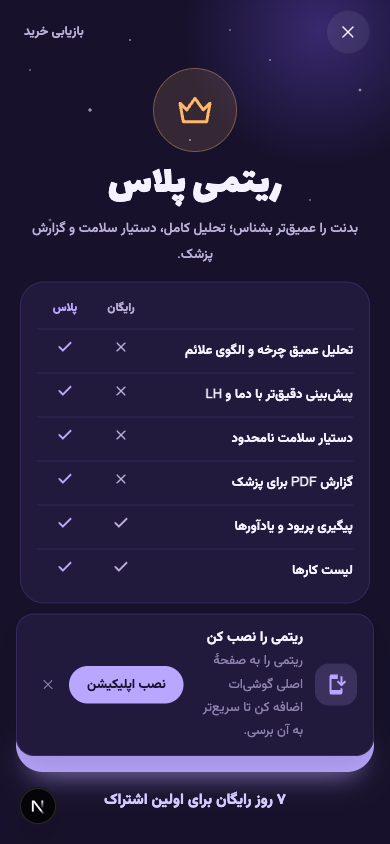 بازیابی خرید
ریتمی پلاس
بدنت را عمیق‌تر بشناس؛ تحلیل کامل، دستیار سلامت و گزارش
پزشک.
رایگان پلاس
تحلیل عمیق چرخه و الگوی علائم
پیش‌بینی دقیق‌تر با دما و LH
دستیار سلامت نامحدود
گزارش PDF برای پزشک
پیگیری پریود و یادآورها
لیست کارها
ریتمی را نصب کن
ریتمی را به صفحهٔ
اصلی گوشی‌ات
اضافه کن تا سریع‌تر
به آن برسی.
نصب اپلیکیشن
۷ روز رایگان برای اولین اشتراک
N